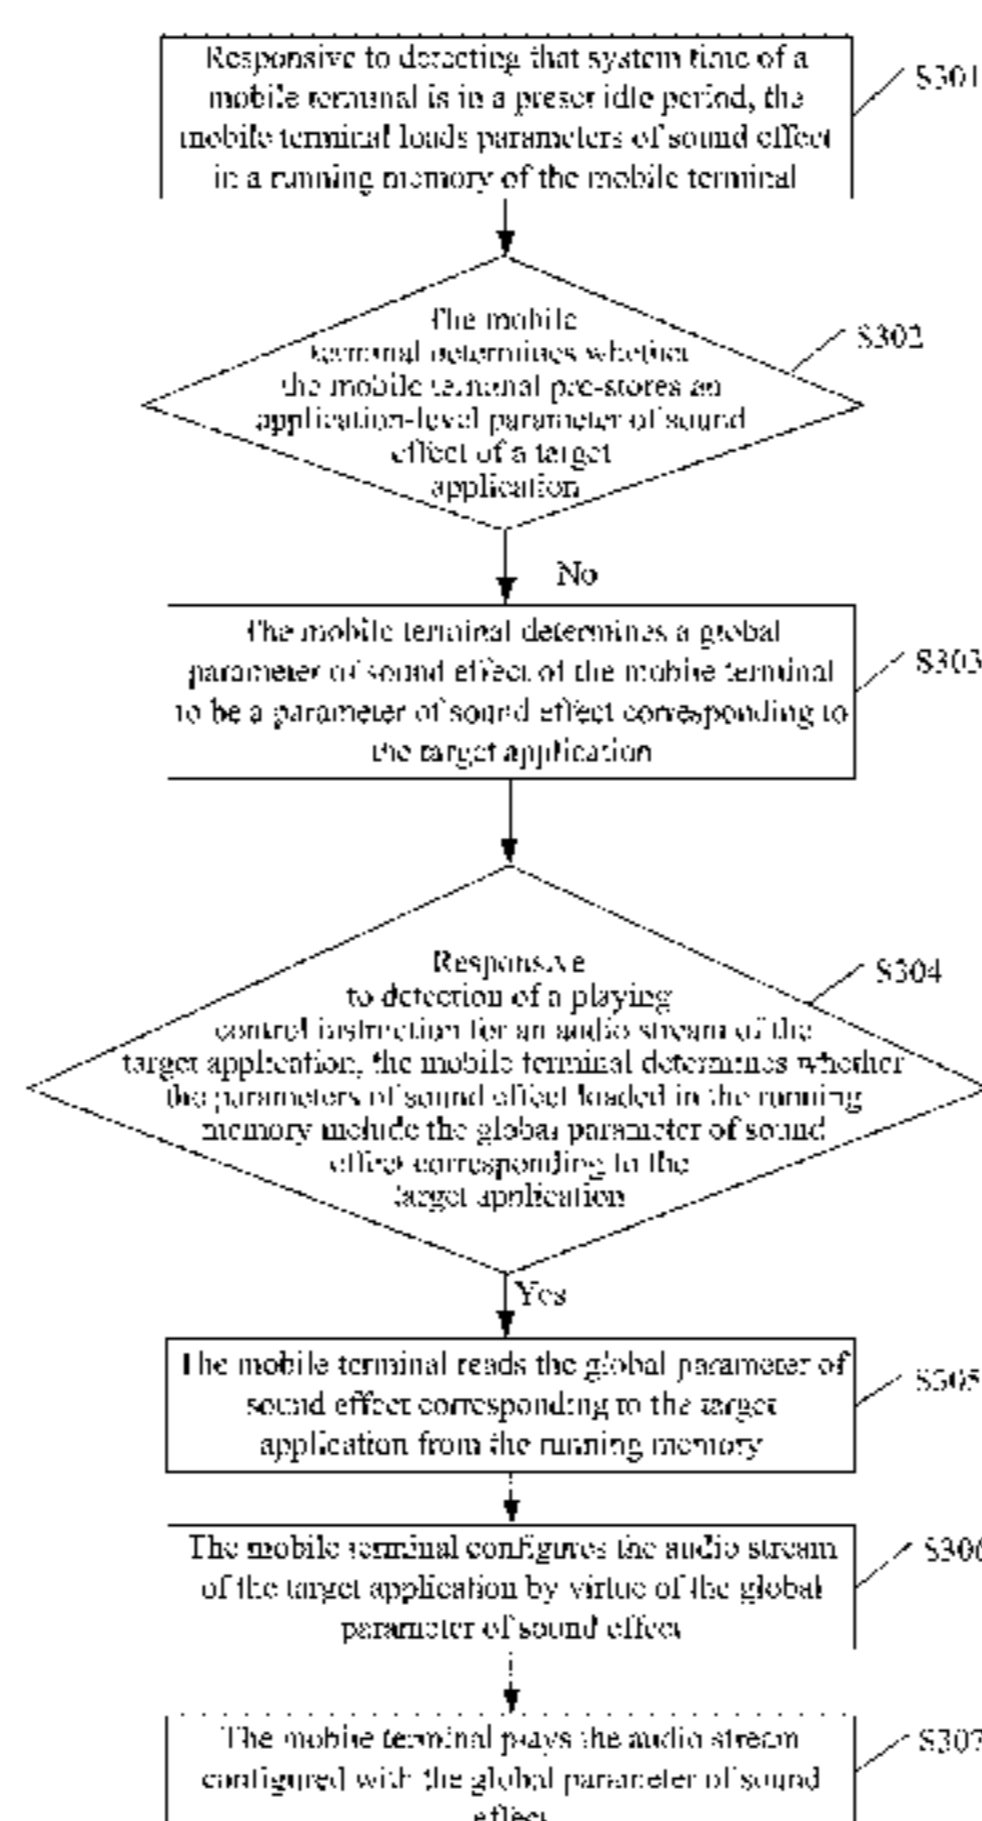 Responsive to detecting that system time of a
S301
mobile terminal is in a preset idle period, the
mobile terminal loads parameters of sound effect
in a running memory of the mobile terminal
The mobile
S302
terminal determines whether
the mobile terminal pre-stores an
application-level parameter of sound
effect of a target
application
No
The mobile terminal determines a global
S303
parameter of sound effect of the mobile terminal
to be a parameter of sound effect corresponding to
the target application
Responsive
S304
to detection of a playing
control instruction for an audio stream of the
target application, the mobile terminal determines whether
the parameters of sound effect loaded in the running
memory include the global parameter of sound
effect corresponding to the
target application
Yes
The mobile terminal reads the global parameter of
S305
sound effect corresponding to the target
application from the running memory
The mobile terminal configures the audio stream
S306
of the target application by virtue of the global
parameter of sound effect
The mobile terminal plays the audio stream
S307
configured with the global parameter of sound
effect